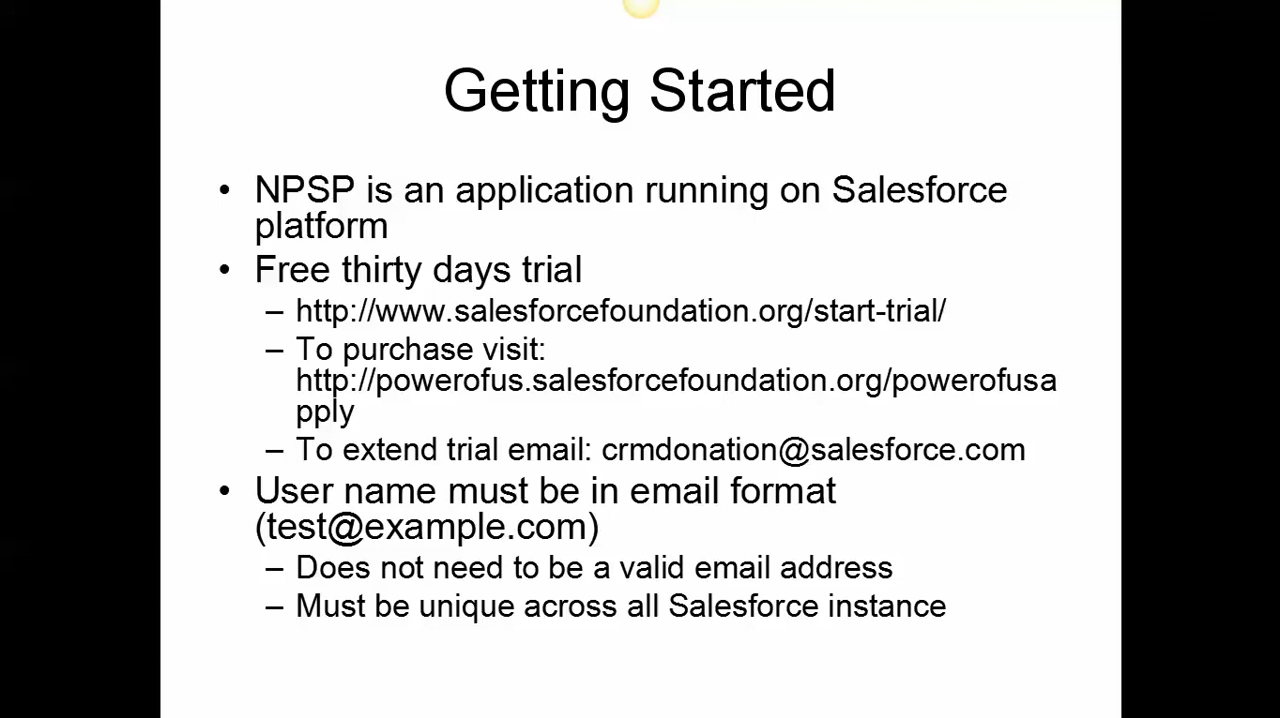 Getting Started
• NPSP is an application running on Salesforce
platform
• Free thirty days trial
– http://www.salesforcefoundation.org/start-trial/
– To purchase visit:
http://powerofus.salesforcefoundation.org/powerofusa
pply
– To extend trial email: crmdonation@salesforce.com
• User name must be in email format
(test@example.com)
– Does not need to be a valid email address
– Must be unique across all Salesforce instance